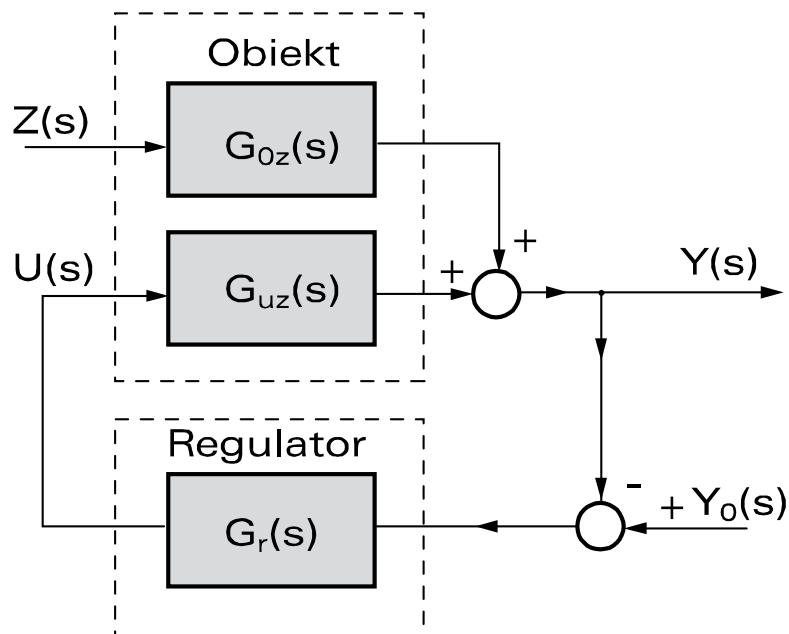 Obiekt
Z(s)
G0z(s)
+
U(s)
Guz(s)
+
Y(s)
Regulator
-
+ Y0(s)
Gr(s)